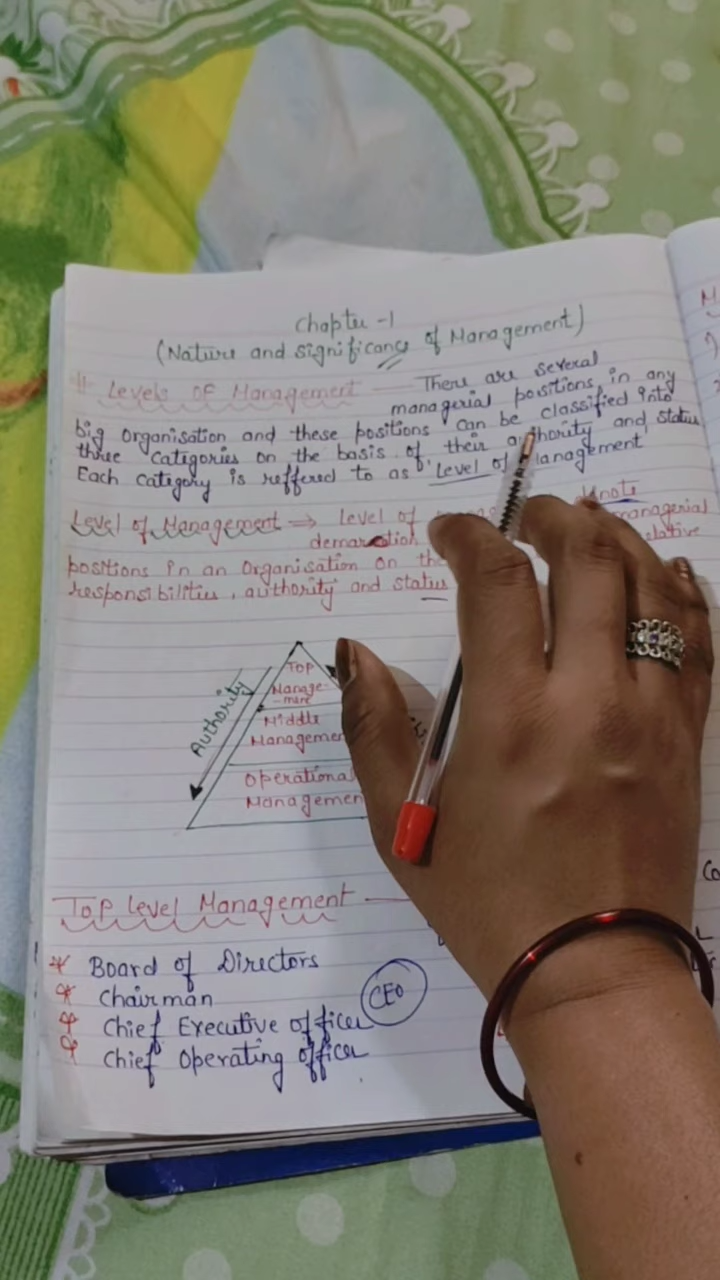 Chapter -1
(Nature and significance of Management)
Levels of Management — There are several
managerial positions in any
big organisation and these positions can be classified into
three categories on the basis of their authority and status
Each category is reffered to as 'Level of Management
Level of Management ⇒ Level of denote
demarcation managerial
positions in an organisation on the relative
responsibilities, authority and status
Authority
Top
Manage-
-ment
Middle
Management
Operational
Management
Top Level Management —
* Board of Directors
* Chairman
* Chief Executive officer
CEO
* Chief Operating officer